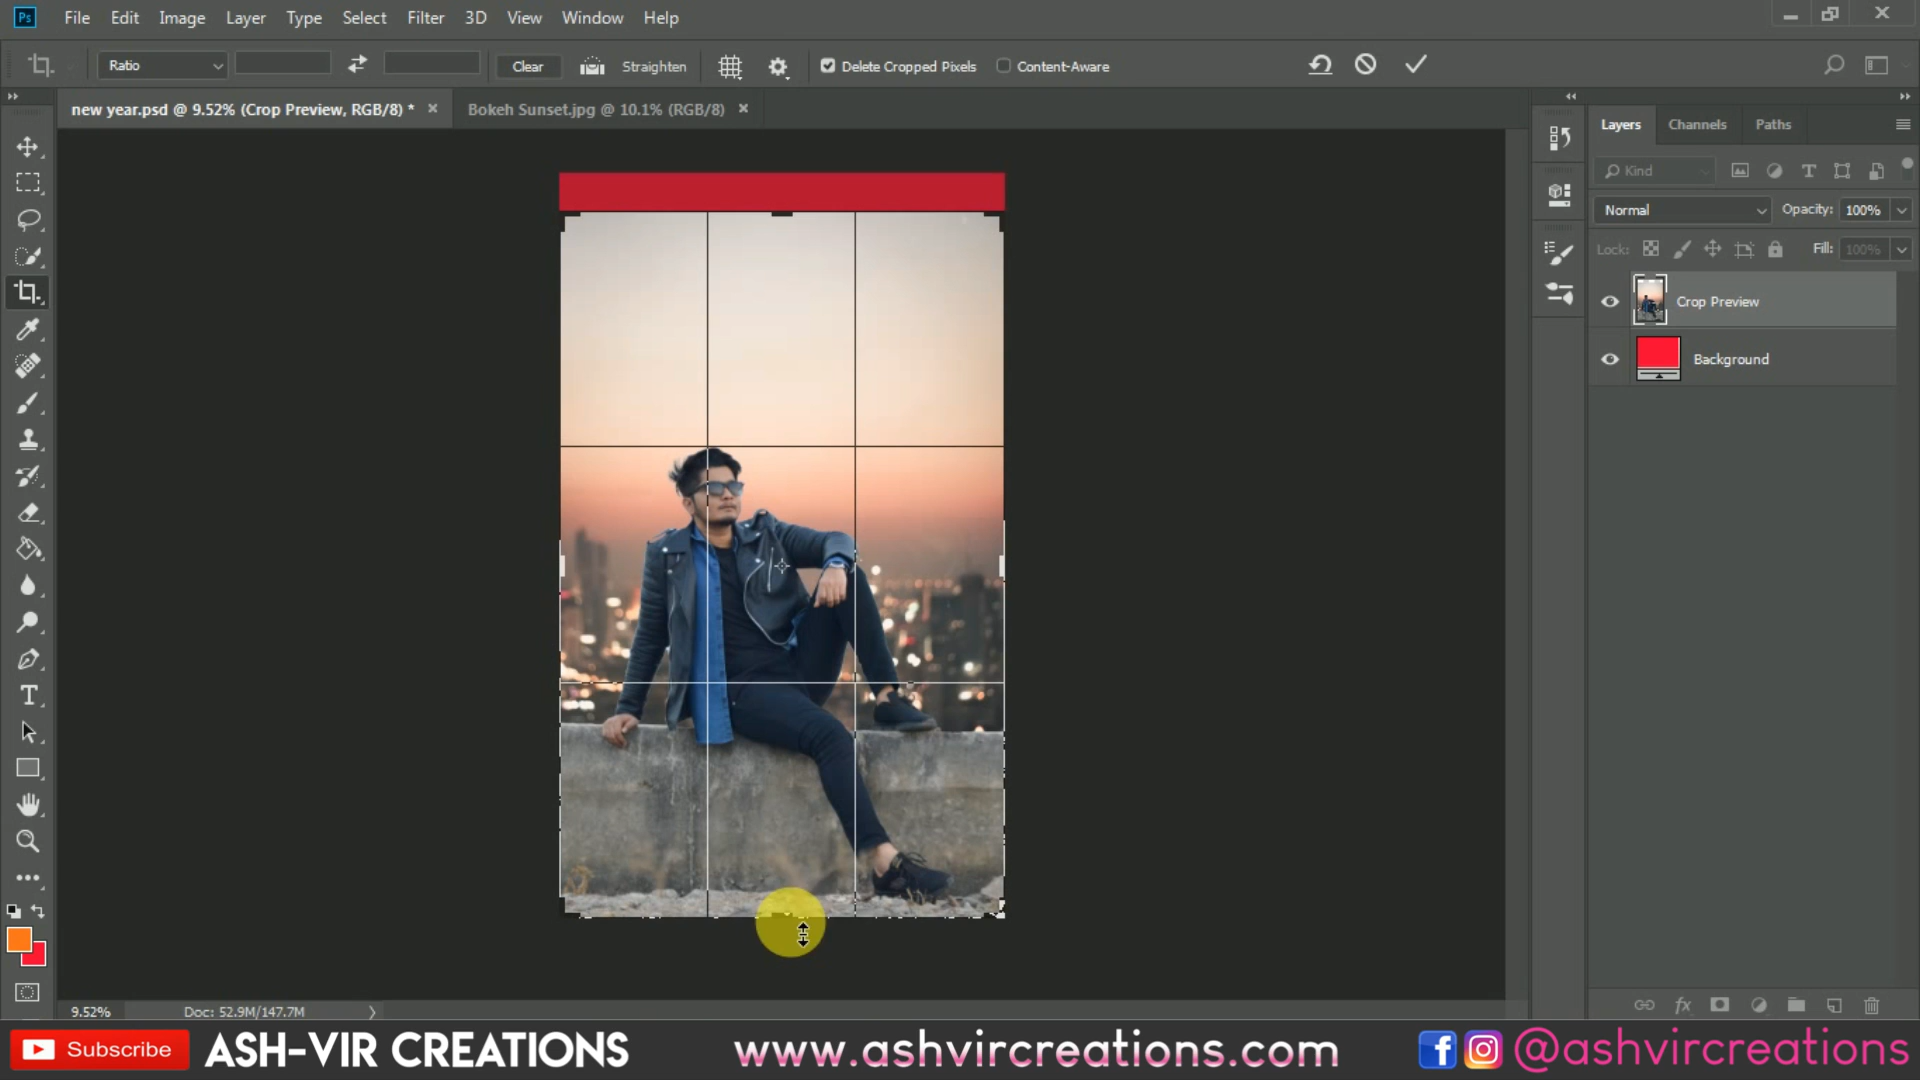 Ps File Edit Image Layer Type Select Filter 3D View Window Help
Ratio Clear Straighten Delete Cropped Pixels Content-Aware
new year.psd @ 9.52% (Crop Preview, RGB/8) * Bokeh Sunset.jpg @ 10.1% (RGB/8)
Layers Channels Paths
Kind
Normal Opacity: 100%
Lock: Fill: 100%
Crop Preview
Background
9.52% Doc: 52.9M/147.7M
Subscribe ASH-VIR CREATIONS www.ashvircreations.com @ashvircreations